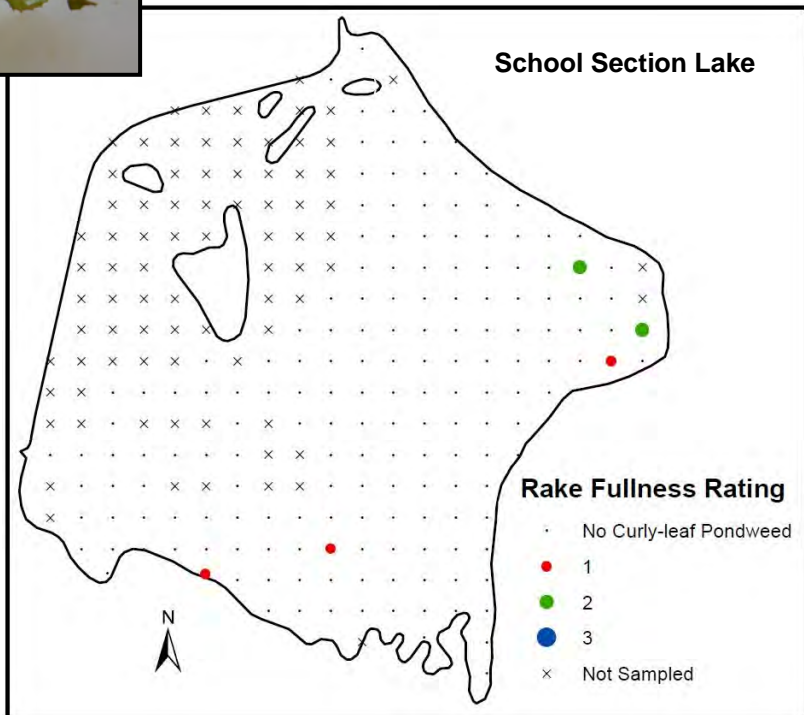 School Section Lake
Rake Fullness Rating
No Curly-leaf Pondweed
1
2
3
Not Sampled
N